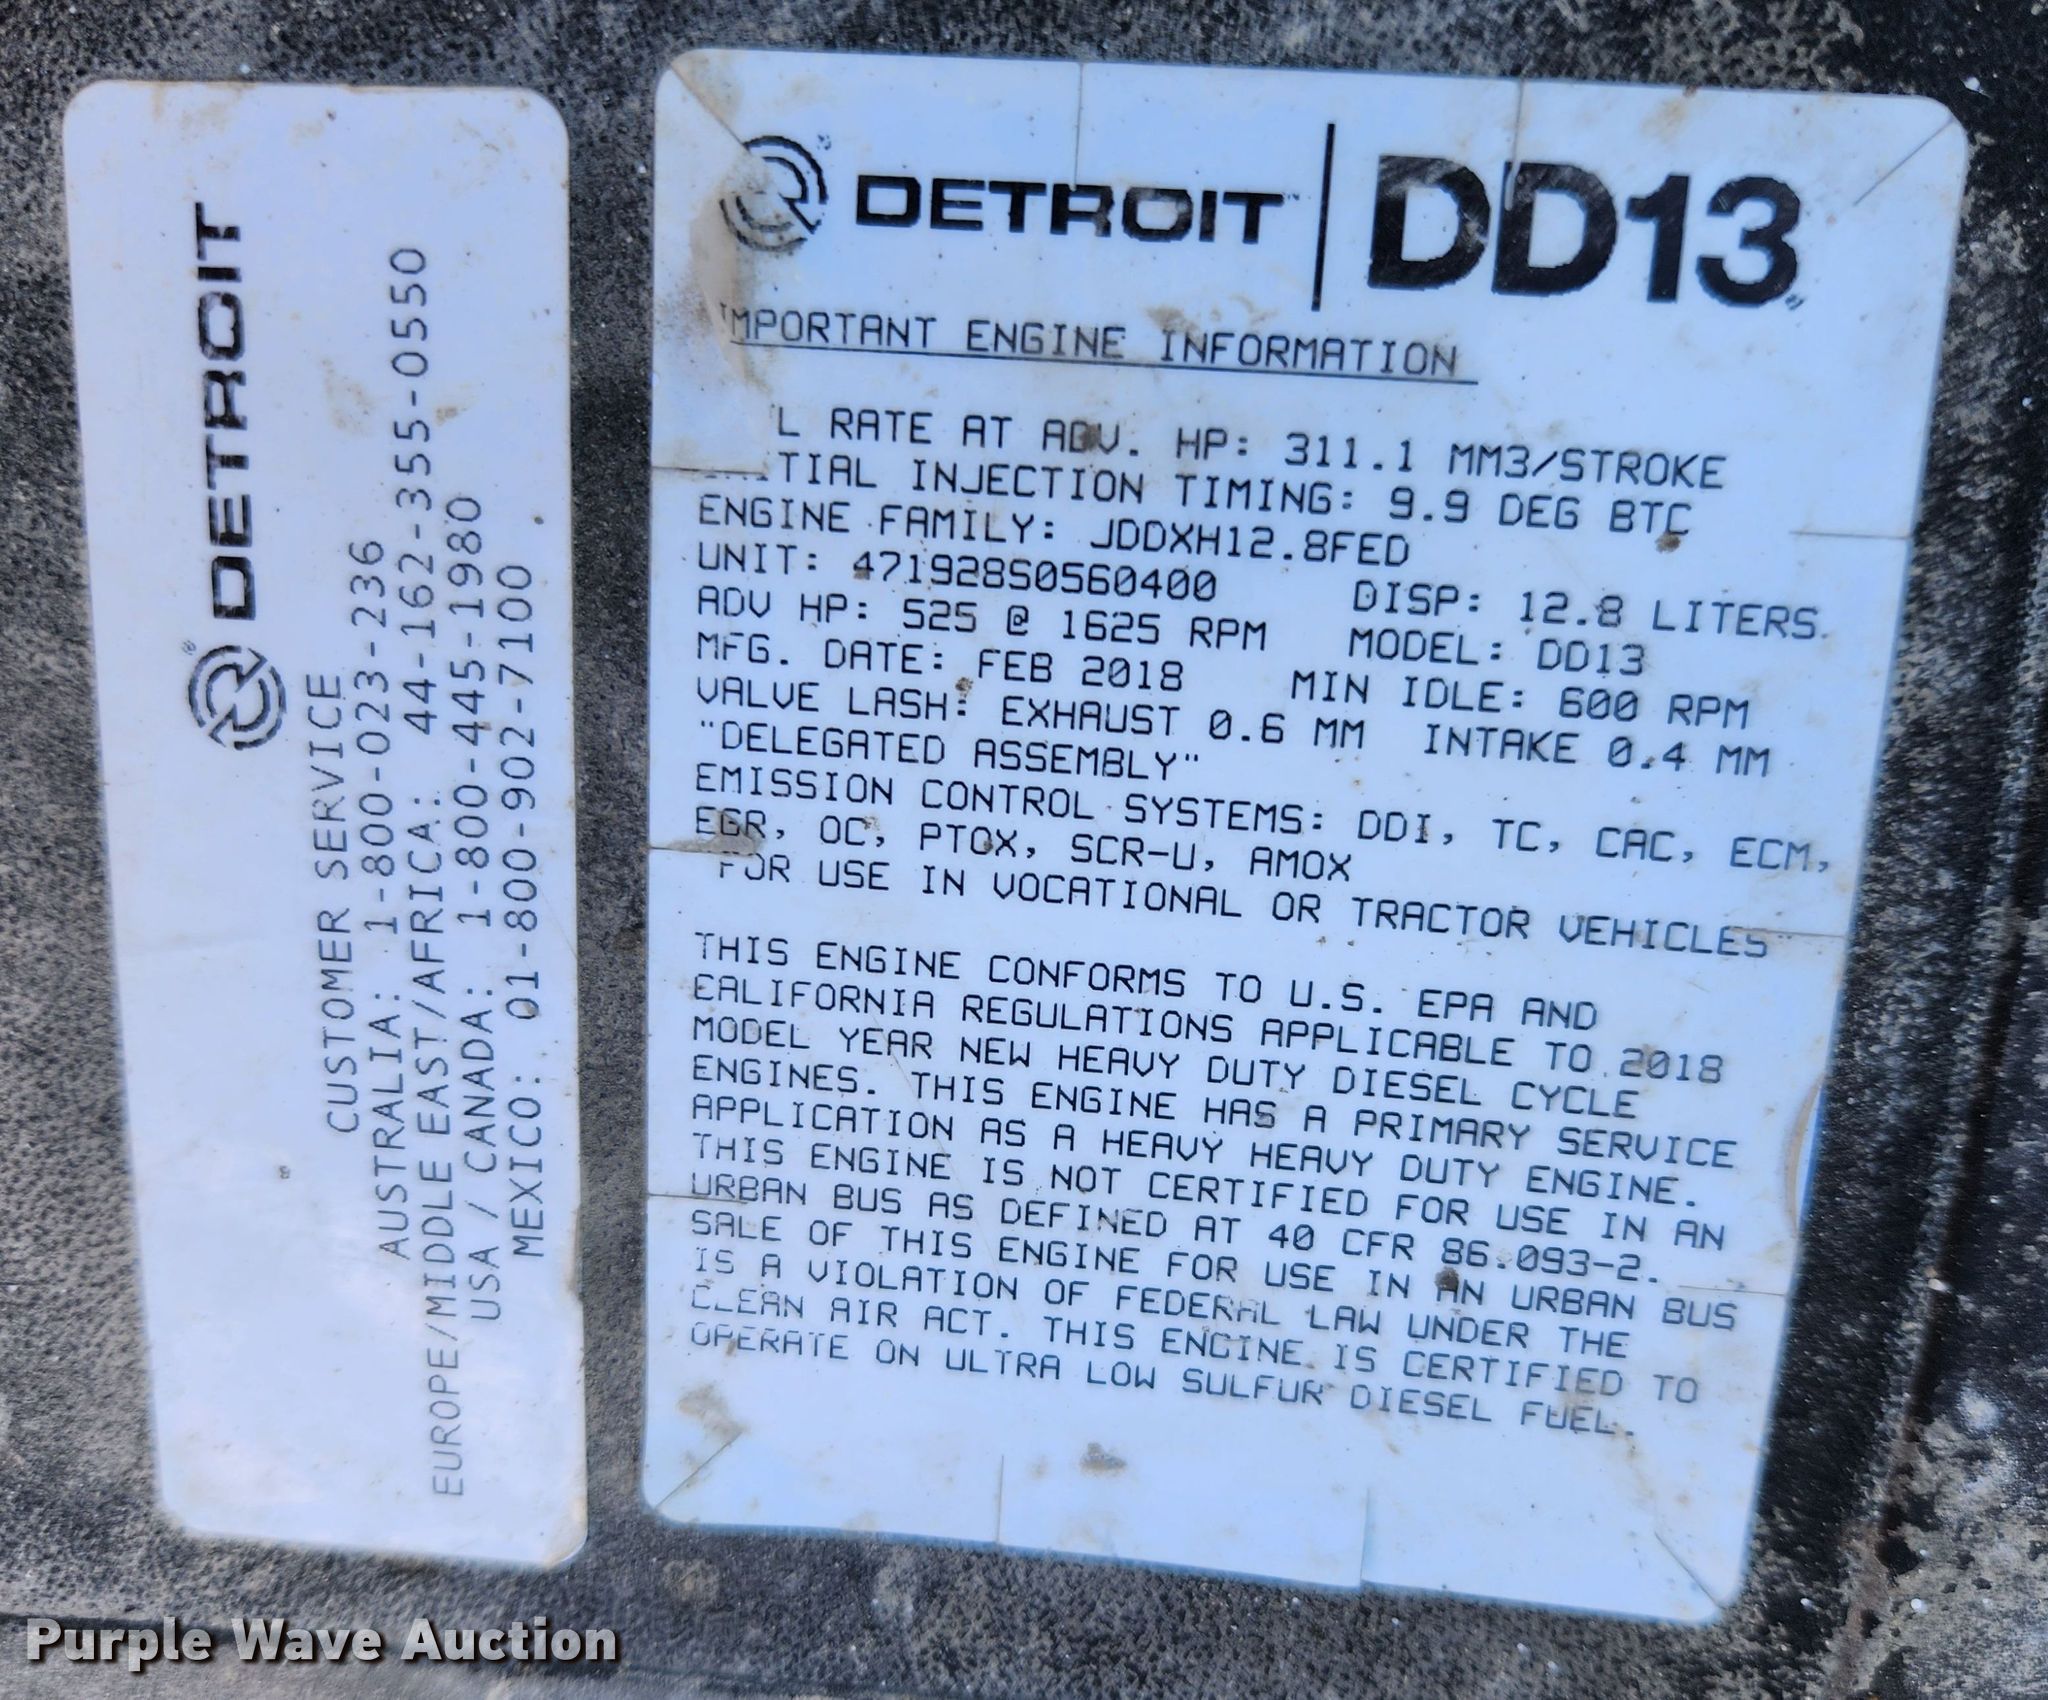 DETROIT
CUSTOMER SERVICE
AUSTRALIA: 1-800-023-236
EUROPE/MIDDLE EAST/AFRICA: 44-162-355-0550
USA / CANADA: 1-800-445-1980
MEXICO: 01-800-902-7100
DETROIT™ | DD13®
IMPORTANT ENGINE INFORMATION
L RATE AT ADV. HP: 311.1 MM3/STROKE
ITIAL INJECTION TIMING: 9.9 DEG BTC
ENGINE FAMILY: JDDXH12.8FED
UNIT: 471928S0560400 DISP: 12.8 LITERS
ADV HP: 525 @ 1625 RPM MODEL: DD13
MFG. DATE: FEB 2018 MIN IDLE: 600 RPM
VALVE LASH: EXHAUST 0.6 MM INTAKE 0.4 MM
"DELEGATED ASSEMBLY"
EMISSION CONTROL SYSTEMS: DDI, TC, CAC, ECM,
EGR, OC, PTOX, SCR-U, AMOX
FOR USE IN VOCATIONAL OR TRACTOR VEHICLES"
THIS ENGINE CONFORMS TO U.S. EPA AND
CALIFORNIA REGULATIONS APPLICABLE TO 2018
MODEL YEAR NEW HEAVY DUTY DIESEL CYCLE
ENGINES. THIS ENGINE HAS A PRIMARY SERVICE
APPLICATION AS A HEAVY HEAVY DUTY ENGINE.
THIS ENGINE IS NOT CERTIFIED FOR USE IN AN
URBAN BUS AS DEFINED AT 40 CFR 86.093-2.
SALE OF THIS ENGINE FOR USE IN AN URBAN BUS
IS A VIOLATION OF FEDERAL LAW UNDER THE
CLEAN AIR ACT. THIS ENGINE IS CERTIFIED TO
OPERATE ON ULTRA LOW SULFUR DIESEL FUEL.
Purple Wave Auction